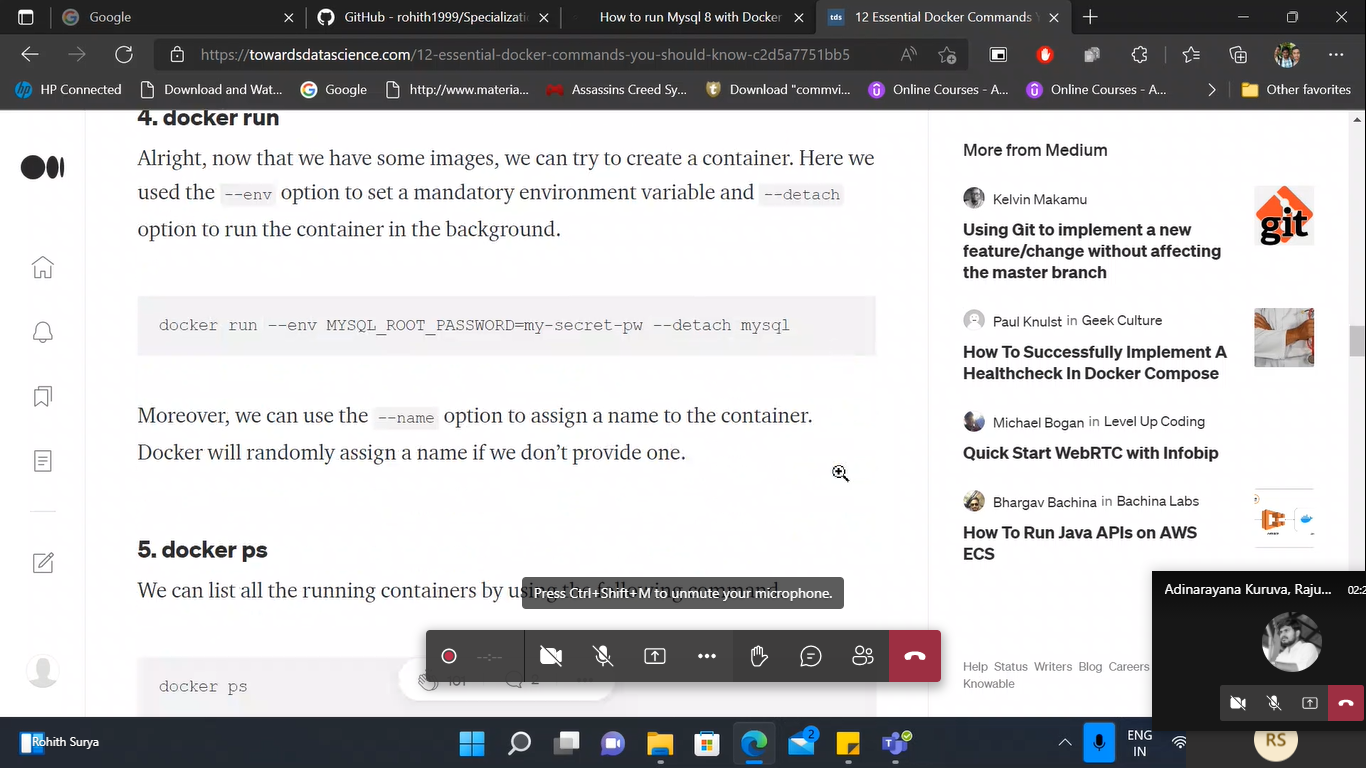 Google
GitHub - rohith1999/Specializati
How to run Mysql 8 with Docker
tds
12 Essential Docker Commands Y
https://towardsdatascience.com/12-essential-docker-commands-you-should-know-c2d5a7751bb5
HP Connected
Download and Wat...
Google
http://www.materia...
Assassins Creed Sy...
Download "commvi...
Online Courses - A...
Online Courses - A...
Other favorites
4. docker run
Alright, now that we have some images, we can try to create a container. Here we
used the --env option to set a mandatory environment variable and --detach
option to run the container in the background.
docker run --env MYSQL_ROOT_PASSWORD=my-secret-pw --detach mysql
Moreover, we can use the --name option to assign a name to the container.
Docker will randomly assign a name if we don't provide one.
5. docker ps
We can list all the running containers by using the following command
Press Ctrl+Shift+M to unmute your microphone.
docker ps
More from Medium
Kelvin Makamu
Using Git to implement a new
feature/change without affecting
the master branch
git
Paul Knulst in Geek Culture
How To Successfully Implement A
Healthcheck In Docker Compose
Michael Bogan in Level Up Coding
Quick Start WebRTC with Infobip
Bhargav Bachina in Bachina Labs
How To Run Java APIs on AWS
ECS
Help Status Writers Blog Careers
Knowable
Adinarayana Kuruva, Raju...
--:--
Rohith Surya
2
ENG
IN
RS